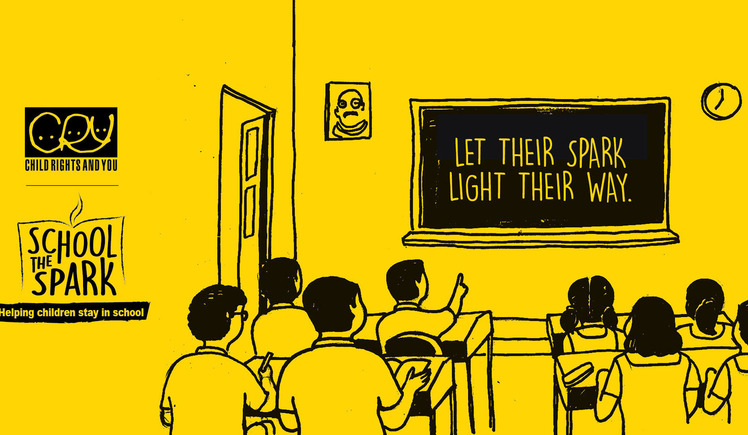 CRY
CHILD RIGHTS AND YOU
SCHOOL
THE
SPARK
Helping children stay in school
LET THEIR SPARK
LIGHT THEIR WAY.